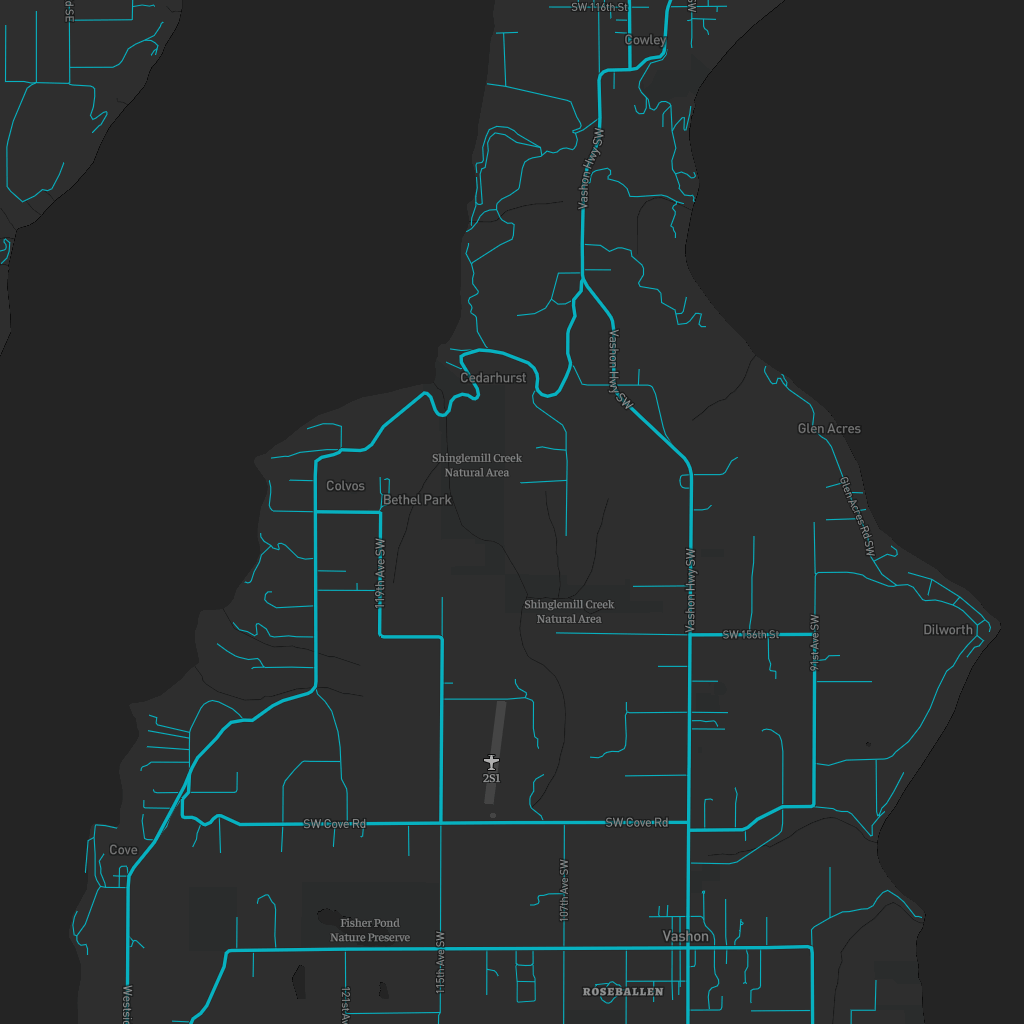 SW 116th St
Cowley
Vashon Hwy SW
Vashon Hwy SW
Cedarhurst
Glen Acres
Shinglemill Creek
Natural Area
Colvos
Bethel Park
Glen Acres Rd SW
119th Ave SW
Vashon Hwy SW
Shinglemill Creek
Natural Area
Dilworth
SW 156th St
91st Ave SW
2S1
SW Cove Rd
SW Cove Rd
Cove
107th Ave SW
Fisher Pond
Nature Preserve
Vashon
115th Ave SW
ROSEBALLEN